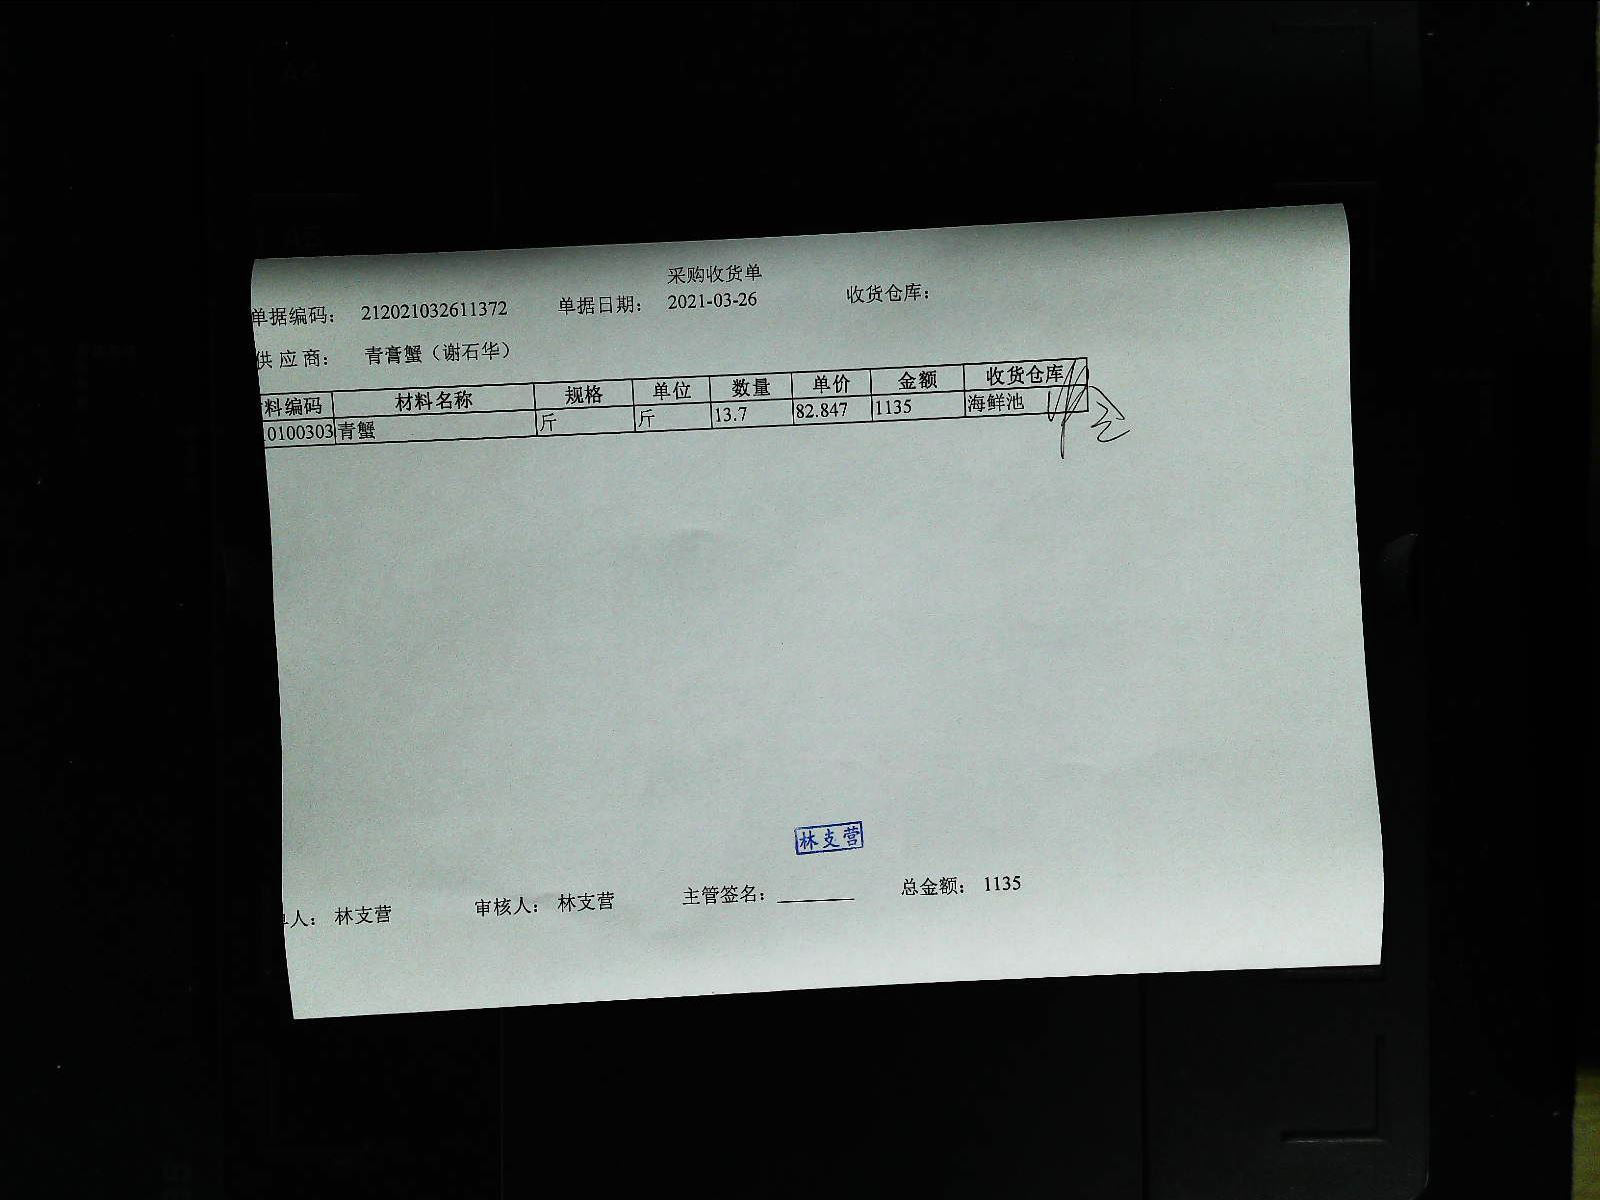 采购收货单
单据编码： 212021032611372 单据日期： 2021-03-26 收货仓库：
供 应 商： 青膏蟹（谢石华）
料编码 材料名称 规格 单位 数量 单价 金额 收货仓库
0100303 青蟹 斤 斤 13.7 82.847 1135 海鲜池
林支营
人： 林支营 审核人： 林支营 主管签名： 总金额： 1135